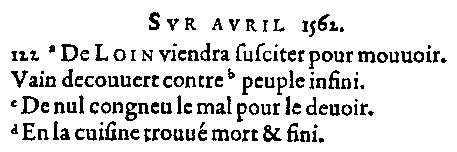 SVR AVRIL 1562.
122 ᵃ De LOIN viendra ſuſciter pour mouuoir.
Vain decouuert contre ᵇ peuple infini.
ᶜ De nul congneu le mal pour le deuoir.
ᵈ En la cuiſine trouué mort & fini.